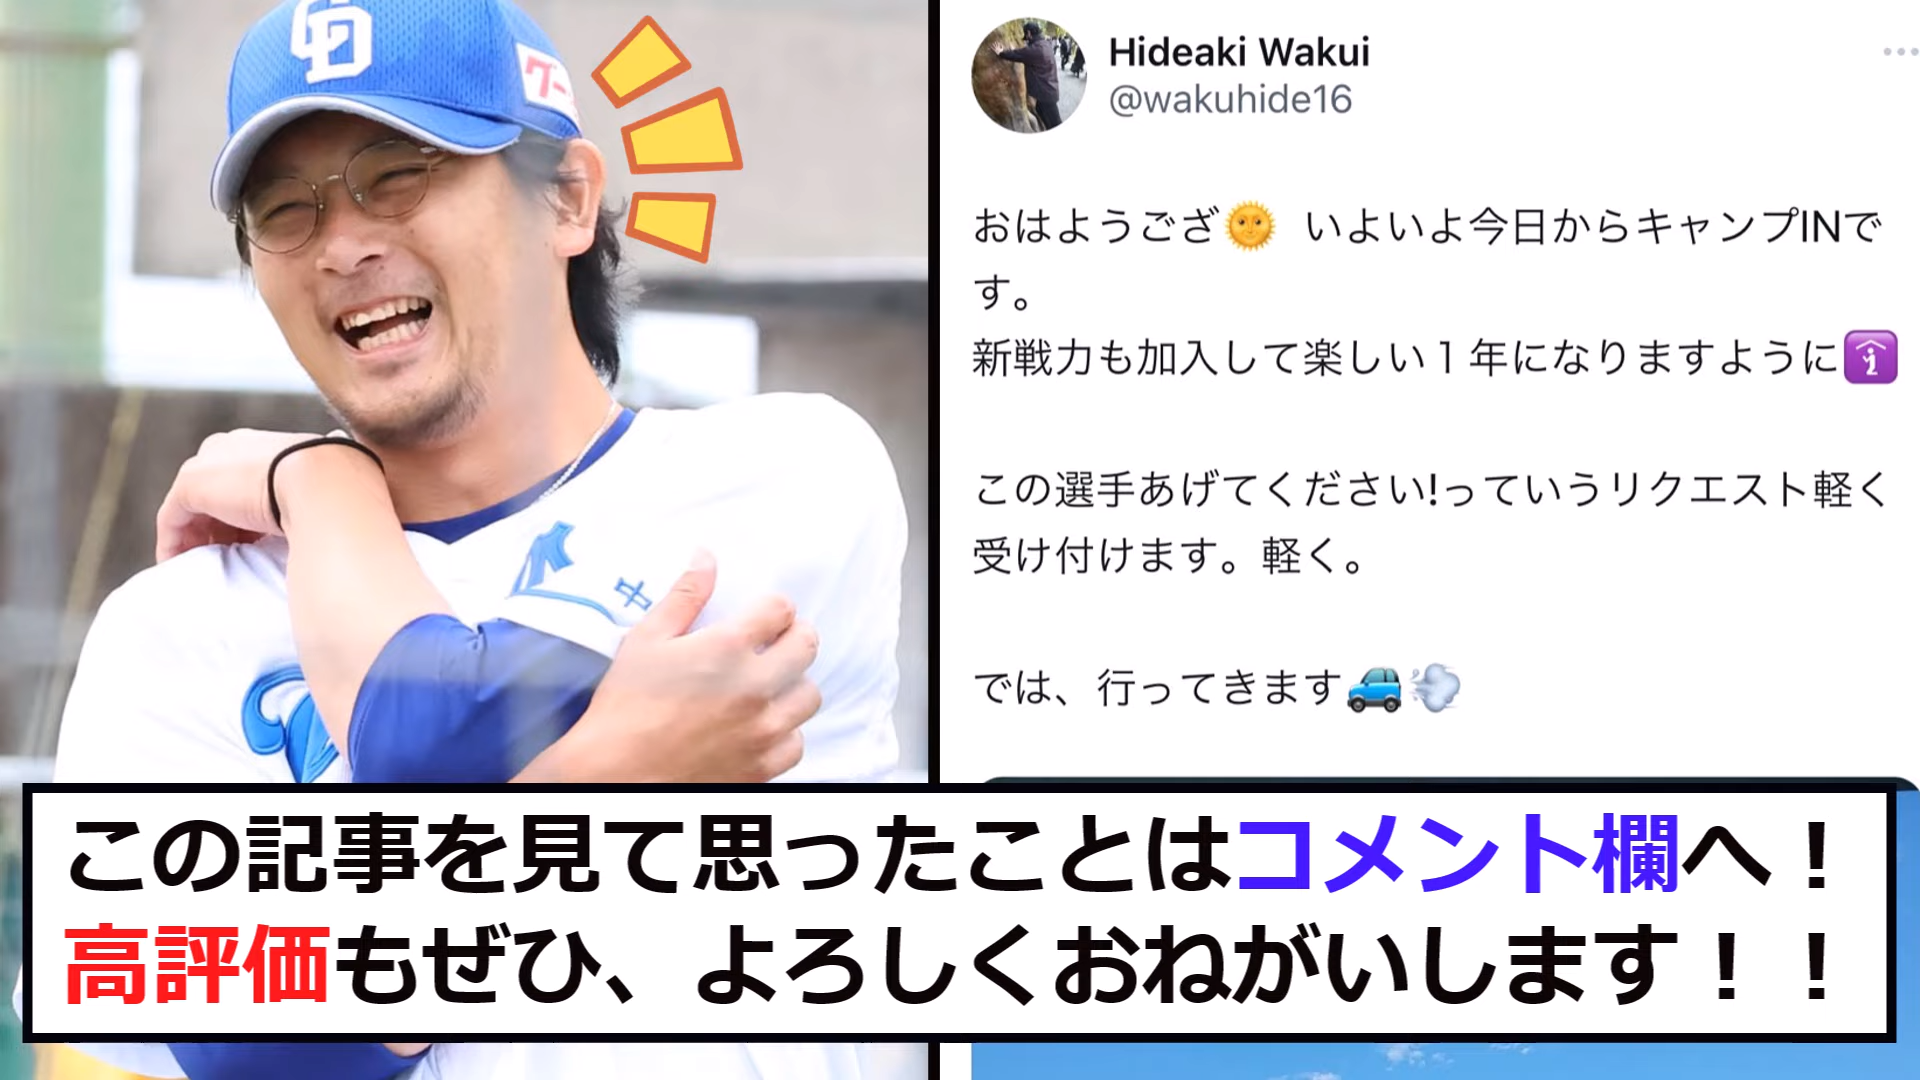 CD
グー
中
Hideaki Wakui
@wakuhide16
おはようござ🌞 いよいよ今日からキャンプINで
す。
新戦力も加入して楽しい１年になりますように🛐
この選手あげてください!っていうリクエスト軽く
受け付けます。軽く。
では、行ってきます🚙💨
この記事を見て思ったことはコメント欄へ！
高評価もぜひ、よろしくおねがいします！！